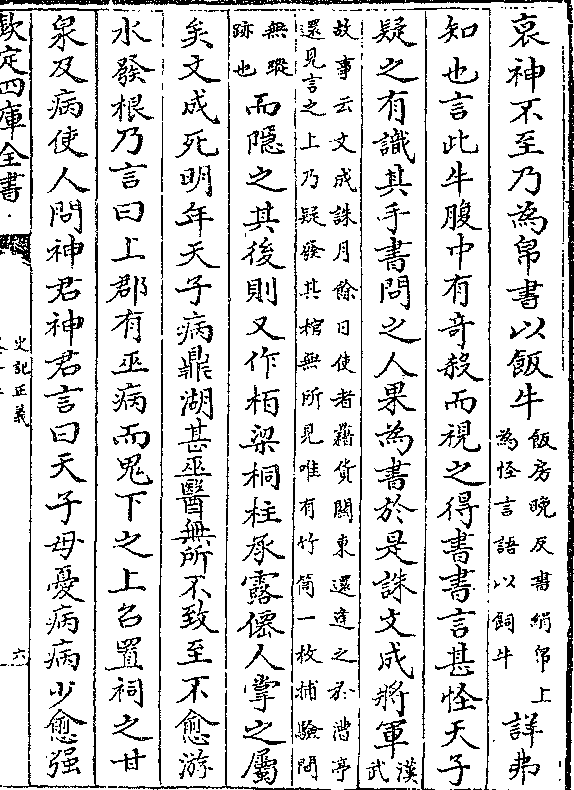 衰神不至乃為帛書以飯牛飯房晚反書絹帛上為怪言語以飼牛詳弗
知也言此牛腹中有奇殺而視之得書書言甚怪天子
疑之有識其手書問之人果為書於是誅文成將軍漢武
故事云文成誅月餘日使者藉貨關東還逢之於漕亭還見言之上乃疑發其棺無所見唯有竹筒一枚捕驗間
無蹤跡也而隱之其後則又作栢梁桐柱承露僊人掌之屬
矣文成死明年天子病鼎湖甚巫醫無所不致至不愈游
水發根乃言曰上郡有巫病而鬼下之上召置祠之甘
泉及病使人問神君神君言曰天子毋憂病病少愈强
欽定四庫全書
史記正義
六